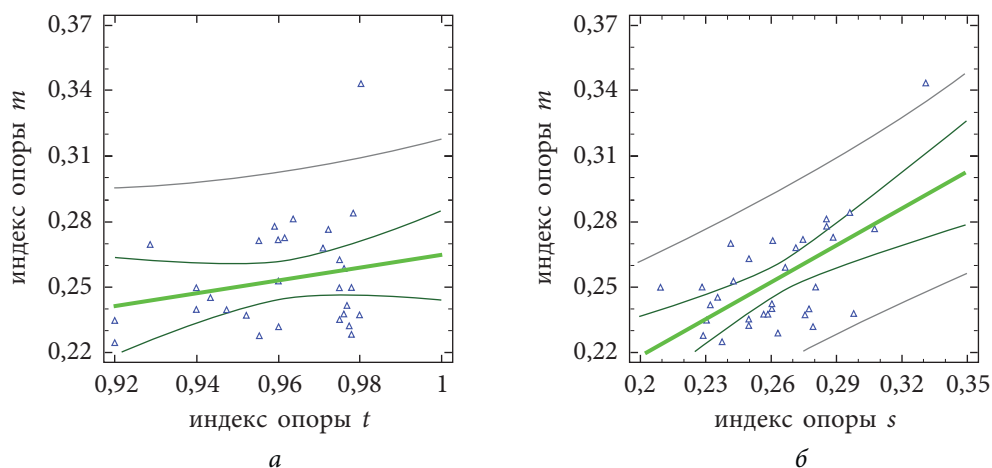 индекс опоры m
0,37
0,34
0,31
0,28
0,25
0,22
0,92 0,94 0,96 0,98 1
индекс опоры t
а
индекс опоры m
0,37
0,34
0,31
0,28
0,25
0,22
0,2 0,23 0,26 0,29 0,32 0,35
индекс опоры s
б